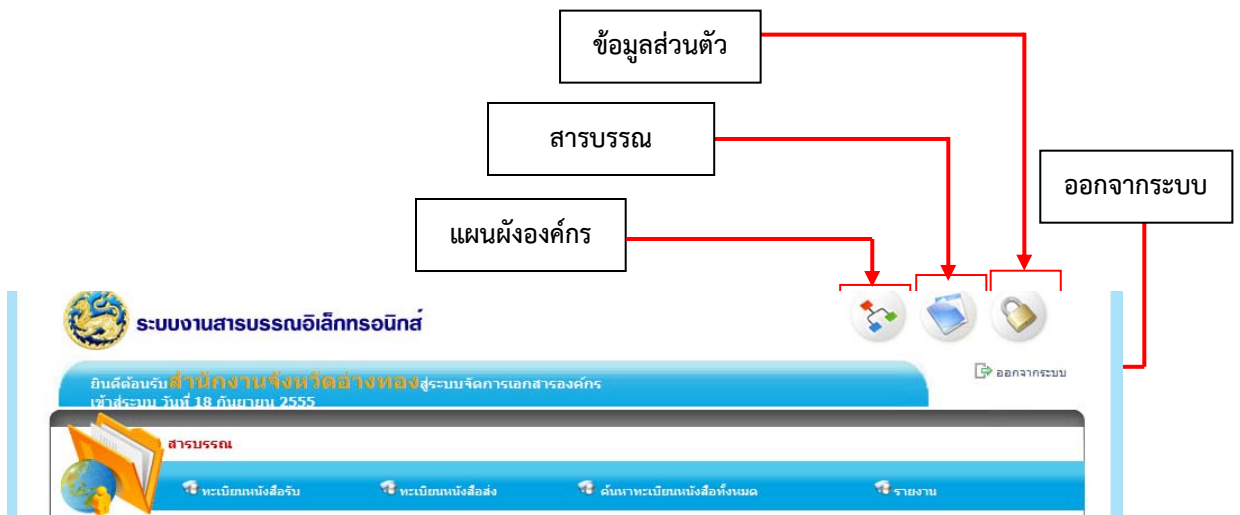 ข้อมูลส่วนตัว
สารบรรณ
ออกจากระบบ
แผนผังองค์กร
ระบบงานสารบรรณอิเล็กทรอนิกส์
ออกจากระบบ
ยินดีต้อนรับสำนักงานจังหวัดอ่างทองสู่ระบบจัดการเอกสารองค์กร
เข้าสู่ระบบ วันที่ 18 กันยายน 2555
สารบรรณ
ทะเบียนหนังสือรับ ทะเบียนหนังสือส่ง ค้นหาทะเบียนหนังสือทั้งหมด รายงาน